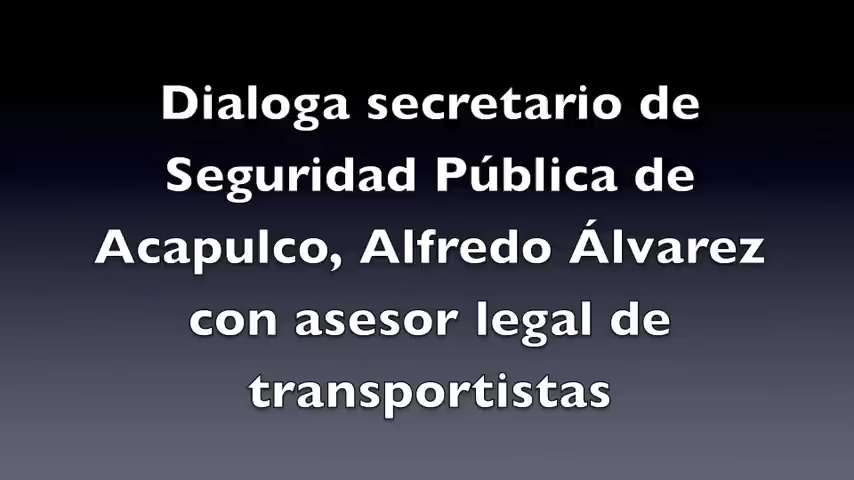 Dialoga secretario de
Seguridad Pública de
Acapulco, Alfredo Álvarez
con asesor legal de
transportistas